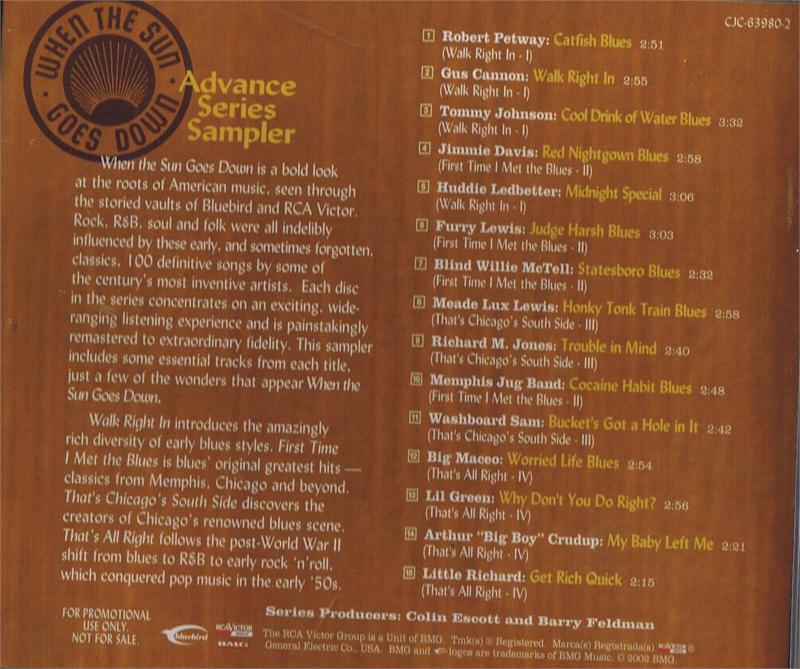 WHEN THE SUN
GOES DOWN
Advance
Series
Sampler
When the Sun Goes Down is a bold look
at the roots of American music, seen through
the storied vaults of Bluebird and RCA Victor.
Rock, R&B, soul and folk were all indelibly
influenced by these early, and sometimes forgotten,
classics, 100 definitive songs by some of
the century's most inventive artists. Each disc
in the series concentrates on an exciting, wide-
ranging listening experience and is painstakingly
remastered to extraordinary fidelity. This sampler
includes some essential tracks from each title,
just a few of the wonders that appear When the
Sun Goes Down.
Walk Right In introduces the amazingly
rich diversity of early blues styles. First Time
I Met the Blues is blues' original greatest hits —
classics from Memphis, Chicago and beyond.
That's Chicago's South Side discovers the
creators of Chicago's renowned blues scene.
That's All Right follows the post-World War II
shift from blues to R&B to early rock 'n'roll,
which conquered pop music in the early '50s.
CJC-63980-2
1 Robert Petway: Catfish Blues 2:51
(Walk Right In - I)
2 Gus Cannon: Walk Right In 2:55
(Walk Right In - I)
3 Tommy Johnson: Cool Drink of Water Blues 3:32
(Walk Right In - I)
4 Jimmie Davis: Red Nightgown Blues 2:58
(First Time I Met the Blues - II)
5 Huddie Ledbetter: Midnight Special 3:06
(Walk Right In - I)
6 Furry Lewis: Judge Harsh Blues 3:03
(First Time I Met the Blues - II)
7 Blind Willie McTell: Statesboro Blues 2:32
(First Time I Met the Blues - II)
8 Meade Lux Lewis: Honky Tonk Train Blues 2:58
(That's Chicago's South Side - III)
9 Richard M. Jones: Trouble in Mind 2:40
(That's Chicago's South Side - III)
10 Memphis Jug Band: Cocaine Habit Blues 2:48
(First Time I Met the Blues - II)
11 Washboard Sam: Bucket's Got a Hole in It 2:42
(That's Chicago's South Side - III)
12 Big Maceo: Worried Life Blues 2:54
(That's All Right - IV)
13 Lil Green: Why Don't You Do Right? 2:56
(That's All Right - IV)
14 Arthur "Big Boy" Crudup: My Baby Left Me 2:21
(That's All Right - IV)
15 Little Richard: Get Rich Quick 2:15
(That's All Right - IV)
Series Producers: Colin Escott and Barry Feldman
FOR PROMOTIONAL
USE ONLY.
NOT FOR SALE.
bluebird
RCA VICTOR
BMG
The RCA Victor Group is a Unit of BMG. Tmk(s) ® Registered. Marca(s) Registrada(s) RCA VICTOR ®
General Electric Co., USA. BMG and logos are trademarks of BMG Music. © 2002 BMG.